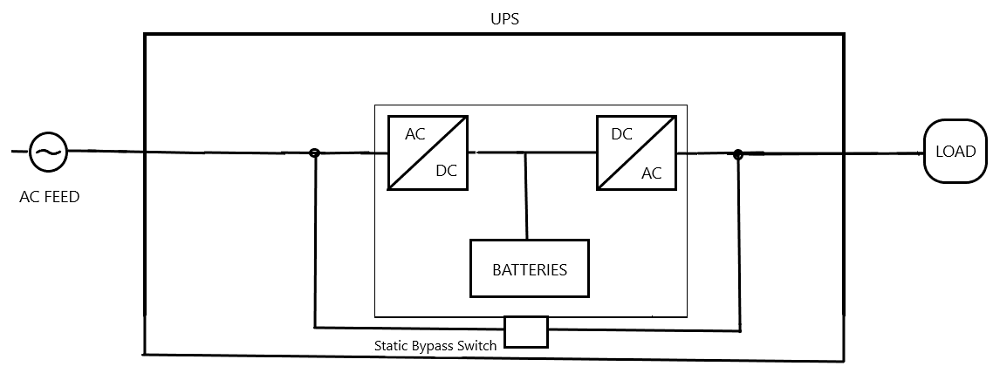 UPS
AC
DC
DC
AC
LOAD
AC FEED
BATTERIES
Static Bypass Switch